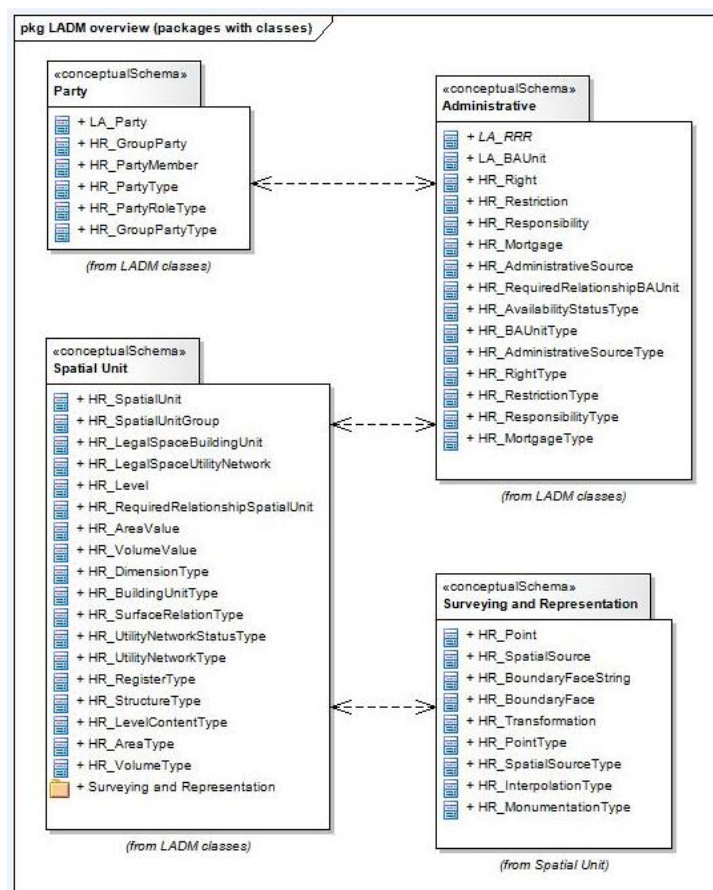 pkg LADM overview (packages with classes)
«conceptualSchema»
Party
+ LA_Party
+ HR_GroupParty
+ HR_PartyMember
+ HR_PartyType
+ HR_PartyRoleType
+ HR_GroupPartyType
(from LADM classes)
«conceptualSchema»
Administrative
+ LA_RRR
+ LA_BAUnit
+ HR_Right
+ HR_Restriction
+ HR_Responsibility
+ HR_Mortgage
+ HR_AdministrativeSource
+ HR_RequiredRelationshipBAUnit
+ HR_AvailabilityStatusType
+ HR_BAUnitType
+ HR_AdministrativeSourceType
+ HR_RightType
+ HR_RestrictionType
+ HR_ResponsibilityType
+ HR_MortgageType
(from LADM classes)
«conceptualSchema»
Spatial Unit
+ HR_SpatialUnit
+ HR_SpatialUnitGroup
+ HR_LegalSpaceBuildingUnit
+ HR_LegalSpaceUtilityNetwork
+ HR_Level
+ HR_RequiredRelationshipSpatialUnit
+ HR_AreaValue
+ HR_VolumeValue
+ HR_DimensionType
+ HR_BuildingUnitType
+ HR_SurfaceRelationType
+ HR_UtilityNetworkStatusType
+ HR_UtilityNetworkType
+ HR_RegisterType
+ HR_StructureType
+ HR_LevelContentType
+ HR_AreaType
+ HR_VolumeType
+ Surveying and Representation
(from LADM classes)
«conceptualSchema»
Surveying and Representation
+ HR_Point
+ HR_SpatialSource
+ HR_BoundaryFaceString
+ HR_BoundaryFace
+ HR_Transformation
+ HR_PointType
+ HR_SpatialSourceType
+ HR_InterpolationType
+ HR_MonumentationType
(from Spatial Unit)